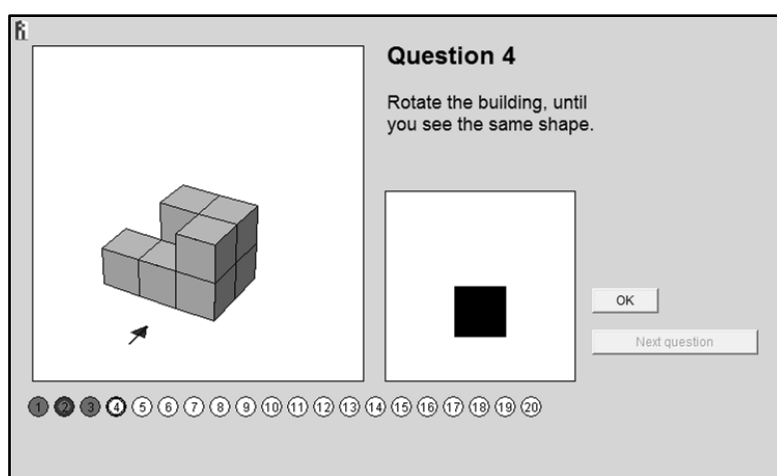 Question 4
Rotate the building, until
you see the same shape.
OK
Next question
1 2 3 4 5 6 7 8 9 10 11 12 13 14 15 16 17 18 19 20